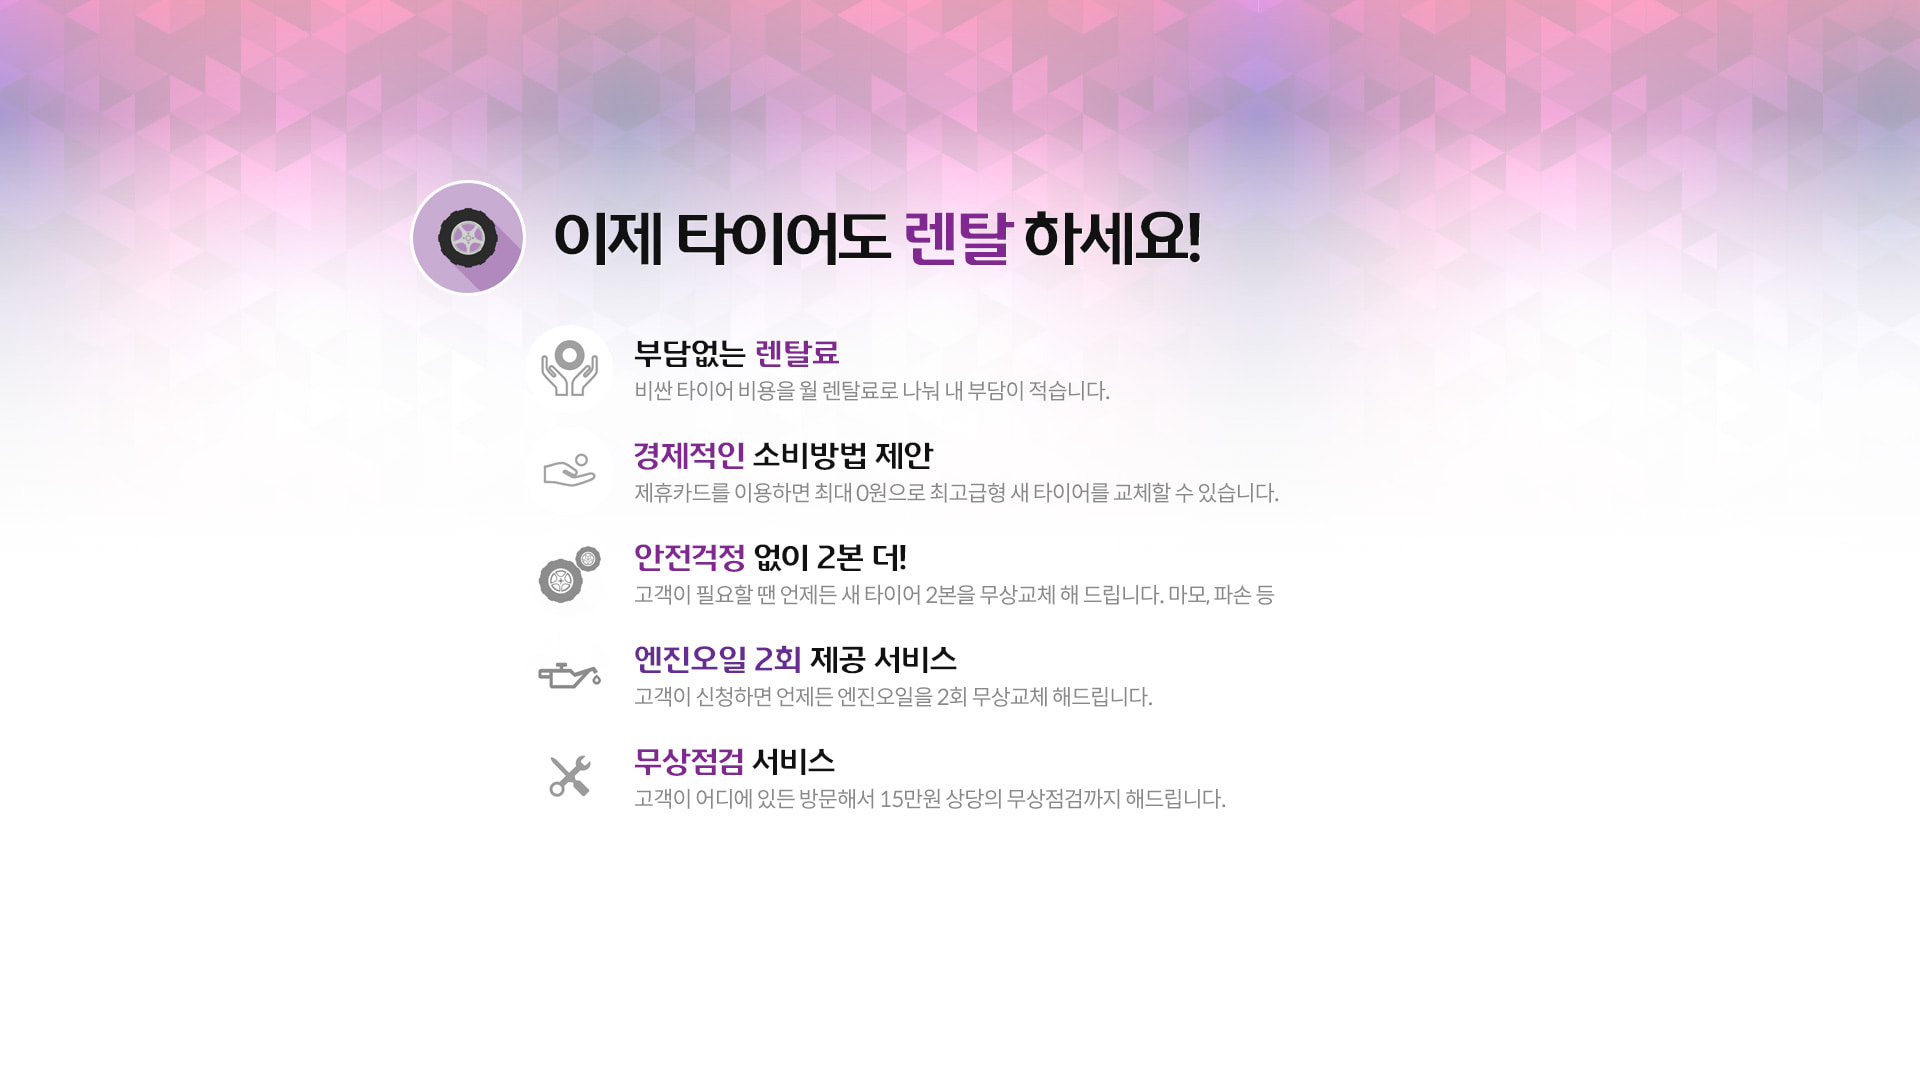 이제 타이어도 렌탈 하세요!
부담없는 렌탈료
비싼 타이어 비용을 월 렌탈료로 나눠 내 부담이 적습니다.
경제적인 소비방법 제안
제휴카드를 이용하면 최대 0원으로 최고급형 새 타이어를 교체할 수 있습니다.
안전걱정 없이 2본 더!
고객이 필요할 땐 언제든 새 타이어 2본을 무상교체 해 드립니다. 마모, 파손 등
엔진오일 2회 제공 서비스
고객이 신청하면 언제든 엔진오일을 2회 무상교체 해드립니다.
무상점검 서비스
고객이 어디에 있든 방문해서 15만원 상당의 무상점검까지 해드립니다.